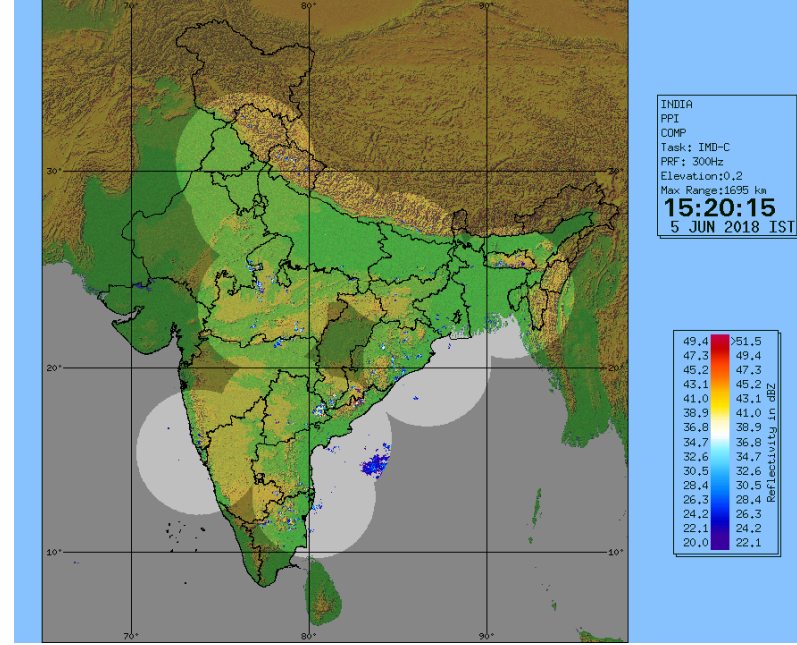 70° 80° 90°
30° 30°
20° 20°
10° 10°
70° 80° 90°
INDIA
PPI
COMP
Task: IMD-C
PRF: 300Hz
Elevation:0.2
Max Range:1695 km
15:20:15
5 JUN 2018 IST
49.4 >51.5
47.3 49.4
45.2 47.3
43.1 45.2
41.0 43.1
38.9 41.0
36.8 38.9
34.7 36.8
32.6 34.7
30.5 32.6
28.4 30.5
26.3 28.4
24.2 26.3
22.1 24.2
20.0 22.1
Reflectivity in dBZ